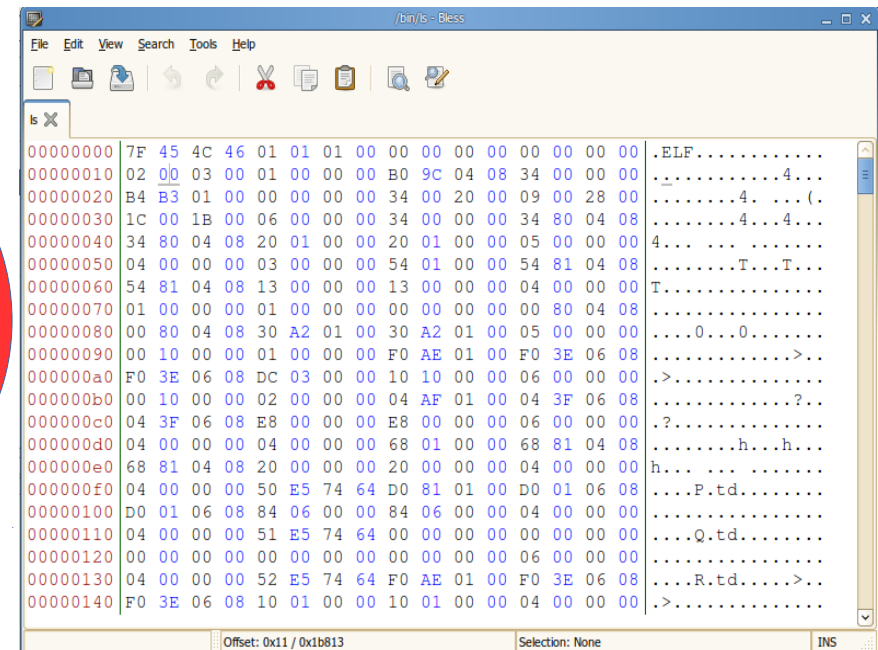 /bin/ls - Bless
File Edit View Search Tools Help
ls
00000000 7F 45 4C 46 01 01 01 00 00 00 00 00 00 00 00 00 .ELF............
00000010 02 00 03 00 01 00 00 00 B0 9C 04 08 34 00 00 00 ............4...
00000020 B4 B3 01 00 00 00 00 00 34 00 20 00 09 00 28 00 ........4. ...(.
00000030 1C 00 1B 00 06 00 00 00 34 00 00 00 34 80 04 08 ........4...4...
00000040 34 80 04 08 20 01 00 00 20 01 00 00 05 00 00 00 4... ... .......
00000050 04 00 00 00 03 00 00 00 54 01 00 00 54 81 04 08 ........T...T...
00000060 54 81 04 08 13 00 00 00 13 00 00 00 04 00 00 00 T...............
00000070 01 00 00 00 01 00 00 00 00 00 00 00 00 80 04 08 ................
00000080 00 80 04 08 30 A2 01 00 30 A2 01 00 05 00 00 00 ....0...0.......
00000090 00 10 00 00 01 00 00 00 F0 AE 01 00 F0 3E 06 08 .............>..
000000a0 F0 3E 06 08 DC 03 00 00 10 10 00 00 06 00 00 00 .>..............
000000b0 00 10 00 00 02 00 00 00 04 AF 01 00 04 3F 06 08 .............?..
000000c0 04 3F 06 08 E8 00 00 00 E8 00 00 00 06 00 00 00 .?..............
000000d0 04 00 00 00 04 00 00 00 68 01 00 00 68 81 04 08 ........h...h...
000000e0 68 81 04 08 20 00 00 00 20 00 00 00 04 00 00 00 h... ... .......
000000f0 04 00 00 00 50 E5 74 64 D0 81 01 00 D0 01 06 08 ....P.td........
00000100 D0 01 06 08 84 06 00 00 84 06 00 00 04 00 00 00 ................
00000110 04 00 00 00 51 E5 74 64 00 00 00 00 00 00 00 00 ....Q.td........
00000120 00 00 00 00 00 00 00 00 00 00 00 00 06 00 00 00 ................
00000130 04 00 00 00 52 E5 74 64 F0 AE 01 00 F0 3E 06 08 ....R.td.....>..
00000140 F0 3E 06 08 10 01 00 00 10 01 00 00 04 00 00 00 .>..............
Offset: 0x11 / 0x1b813 Selection: None INS